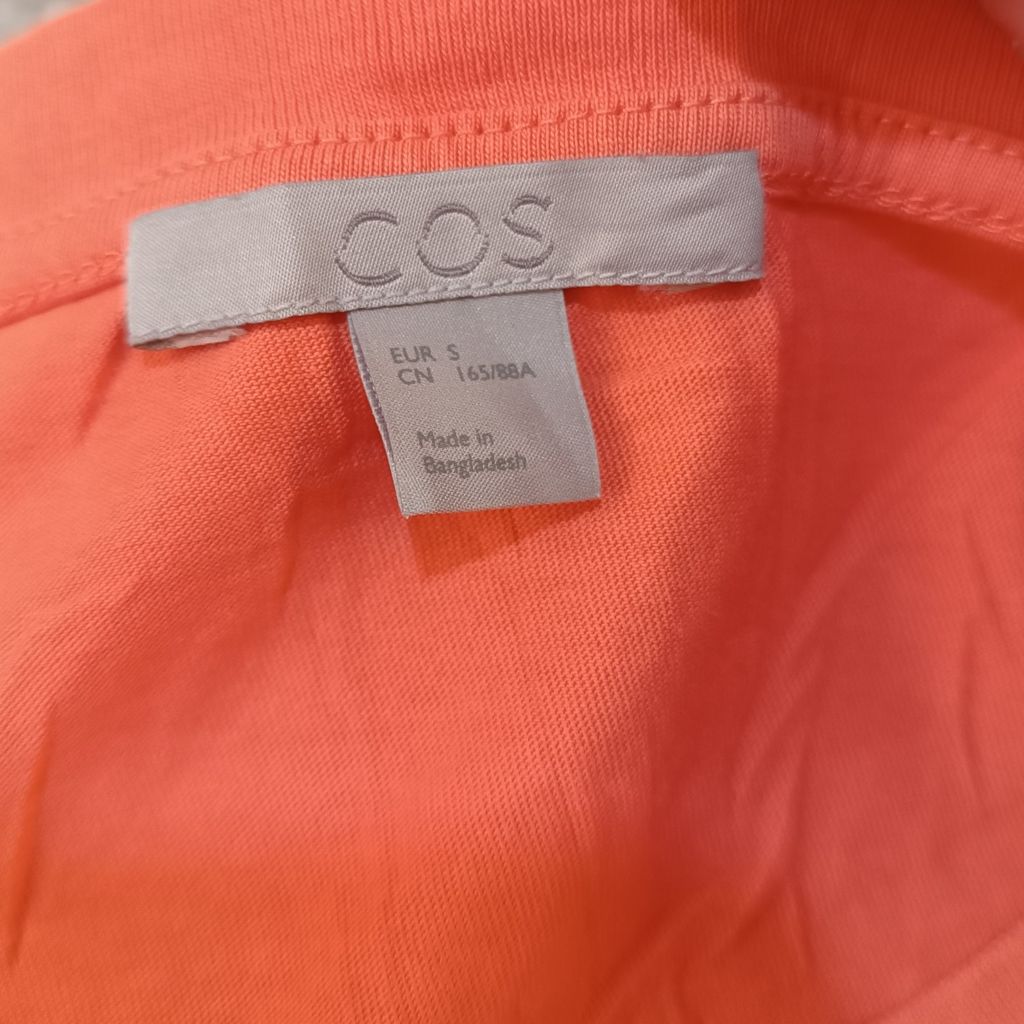 COS
EUR S
CN 165/88A
Made in
Bangladesh